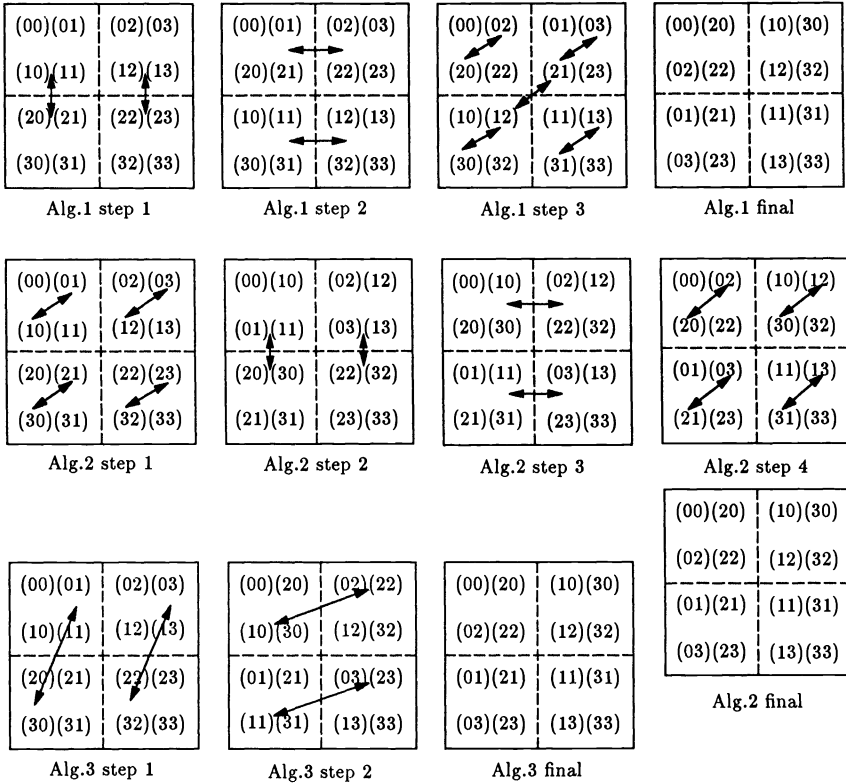 (00)(01) (02)(03) (00)(01) (02)(03) (00)(02) (01)(03) (00)(20) (10)(30)
(10)(11) (12)(13) (20)(21) (22)(23) (20)(22) (21)(23) (02)(22) (12)(32)
(20)(21) (22)(23) (10)(11) (12)(13) (10)(12) (11)(13) (01)(21) (11)(31)
(30)(31) (32)(33) (30)(31) (32)(33) (30)(32) (31)(33) (03)(23) (13)(33)
Alg.1 step 1 Alg.1 step 2 Alg.1 step 3 Alg.1 final
(00)(01) (02)(03) (00)(10) (02)(12) (00)(10) (02)(12) (00)(02) (10)(12)
(10)(11) (12)(13) (01)(11) (03)(13) (20)(30) (22)(32) (20)(22) (30)(32)
(20)(21) (22)(23) (20)(30) (22)(32) (01)(11) (03)(13) (01)(03) (11)(13)
(30)(31) (32)(33) (21)(31) (23)(33) (21)(31) (23)(33) (21)(23) (31)(33)
Alg.2 step 1 Alg.2 step 2 Alg.2 step 3 Alg.2 step 4
(00)(20) (10)(30)
(02)(22) (12)(32)
(01)(21) (11)(31)
(03)(23) (13)(33)
Alg.2 final
(00)(01) (02)(03) (00)(20) (02)(22) (00)(20) (10)(30)
(10)(11) (12)(13) (10)(30) (12)(32) (02)(22) (12)(32)
(20)(21) (22)(23) (01)(21) (03)(23) (01)(21) (11)(31)
(30)(31) (32)(33) (11)(31) (13)(33) (03)(23) (13)(33)
Alg.3 step 1 Alg.3 step 2 Alg.3 final